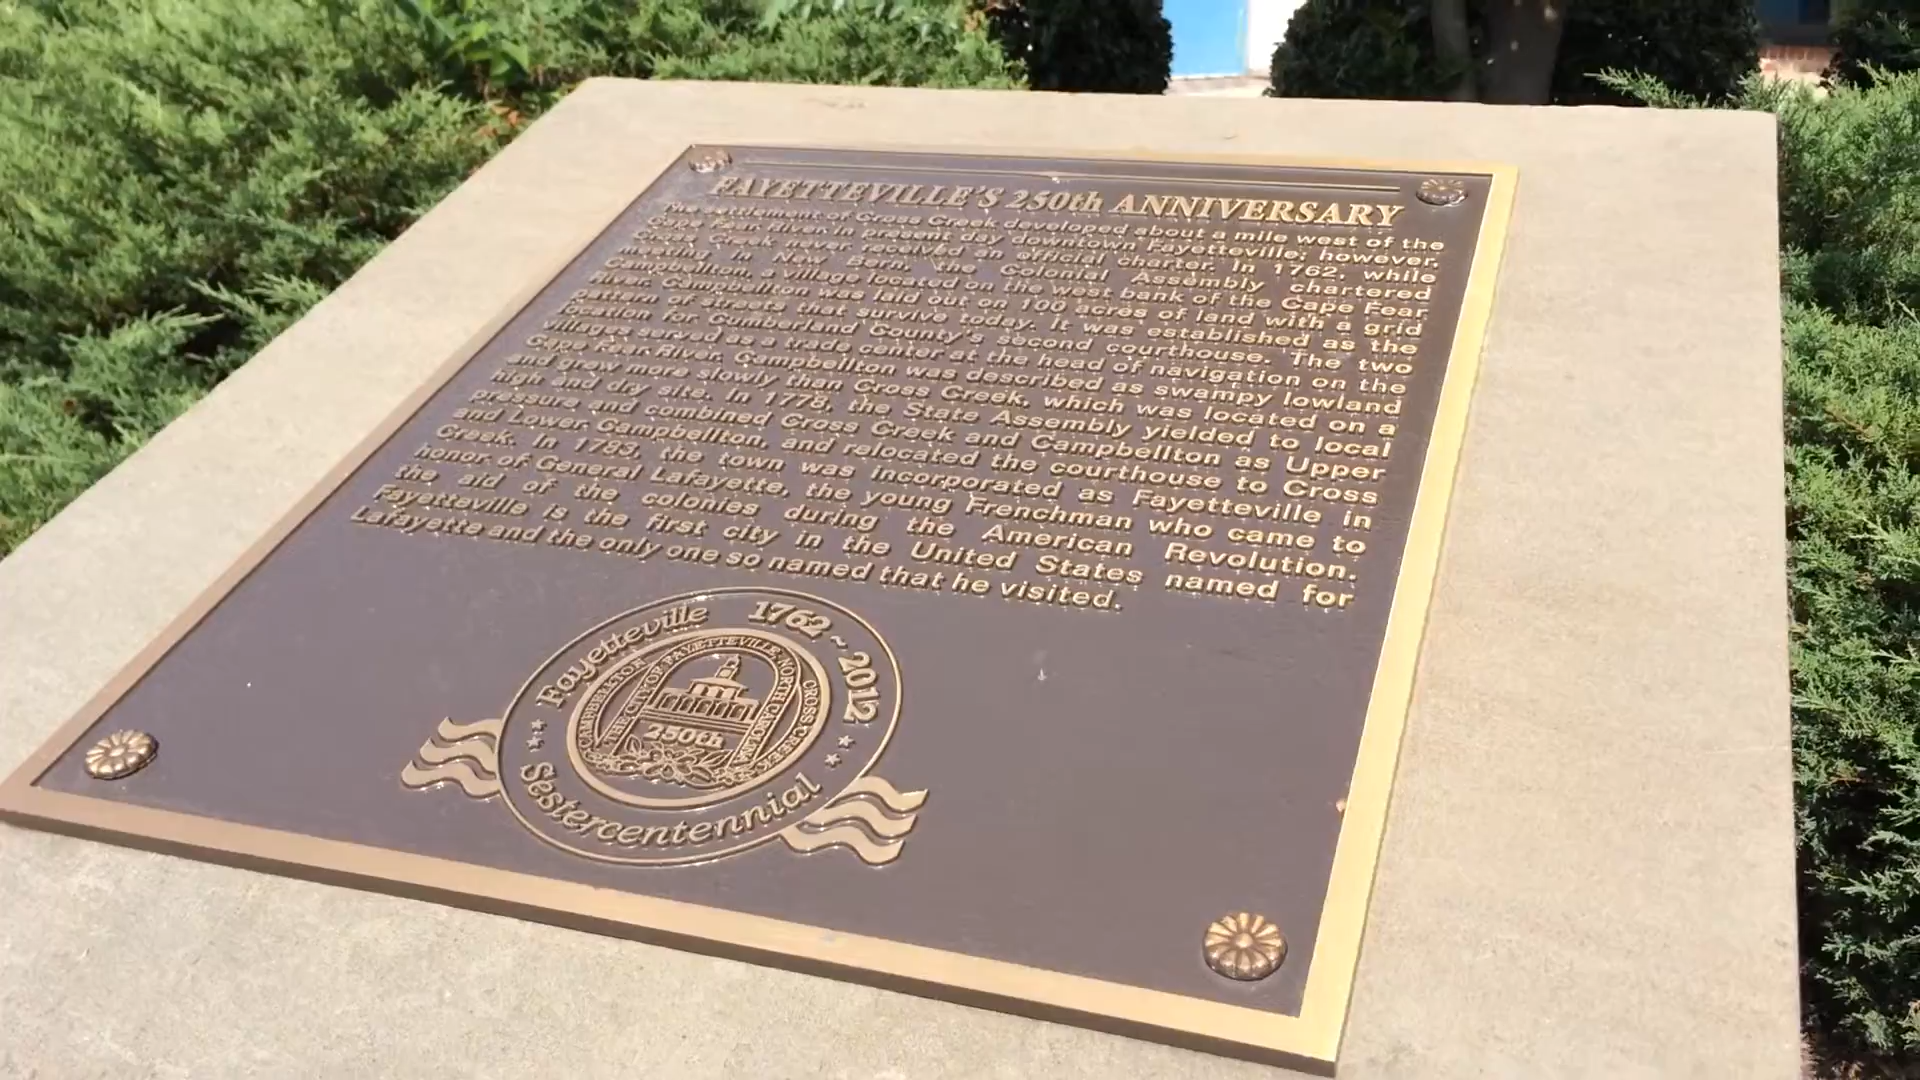 FAYETTEVILLE'S 250th ANNIVERSARY
The settlement of Cross Creek developed about a mile west of the
Cape Fear River in present day downtown Fayetteville; however,
Cross Creek never received an official charter. In 1762, while
meeting in New Bern, the Colonial Assembly chartered
Campbellton, a village located on the west bank of the Cape Fear
River. Campbellton was laid out on 100 acres of land with a grid
pattern of streets that survive today. It was established as the
location for Cumberland County's second courthouse. The two
villages served as a trade center at the head of navigation on the
Cape Fear River. Campbellton was described as swampy lowland
and grew more slowly than Cross Creek, which was located on a
high and dry site. In 1778, the State Assembly yielded to local
pressure and combined Cross Creek and Campbellton as Upper
and Lower Campbellton, and relocated the courthouse to Cross
Creek. In 1783, the town was incorporated as Fayetteville in
honor of General Lafayette, the young Frenchman who came to
the aid of the colonies during the American Revolution.
Fayetteville is the first city in the United States named for
Lafayette and the only one so named that he visited.
Fayetteville 1762~2012
THE CITY OF FAYETTEVILLE NORTH CAROLINA
CAMPBELLTON
CROSS CREEK
250th
Sestercentennial